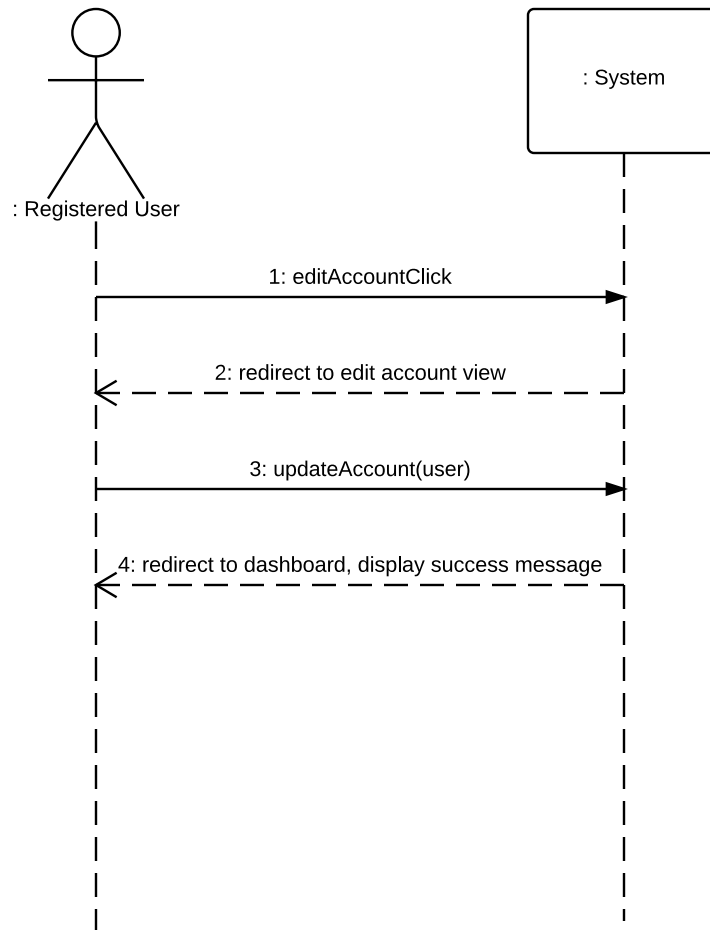 : System
: Registered User
1: editAccountClick
2: redirect to edit account view
3: updateAccount(user)
4: redirect to dashboard, display success message